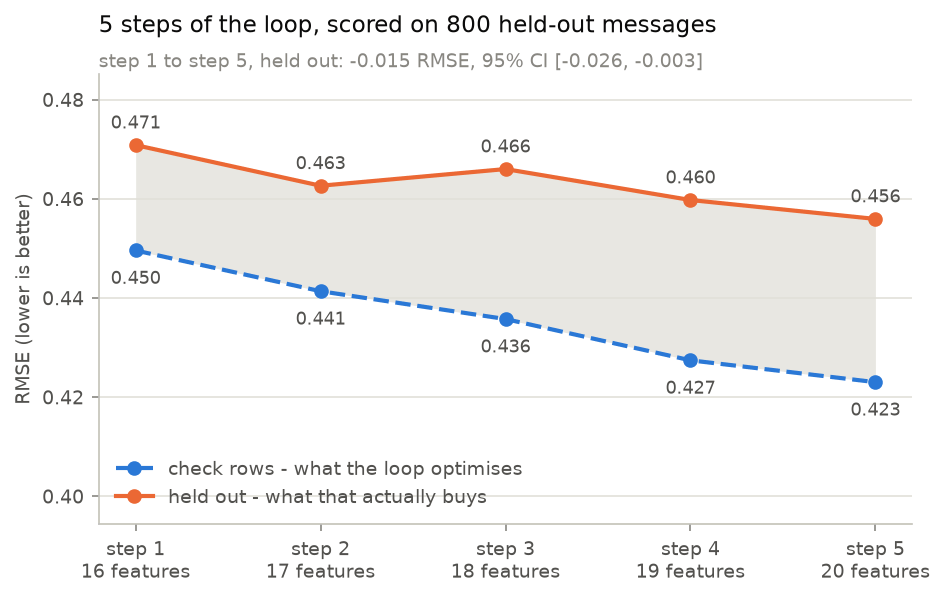 5 steps of the loop, scored on 800 held-out messages
step 1 to step 5, held out: -0.015 RMSE, 95% CI [-0.026, -0.003]
RMSE (lower is better)
0.48
0.46
0.44
0.42
0.40
0.471
0.463
0.466
0.460
0.456
0.450
0.441
0.436
0.427
0.423
check rows - what the loop optimises
held out - what that actually buys
step 1
16 features
step 2
17 features
step 3
18 features
step 4
19 features
step 5
20 features